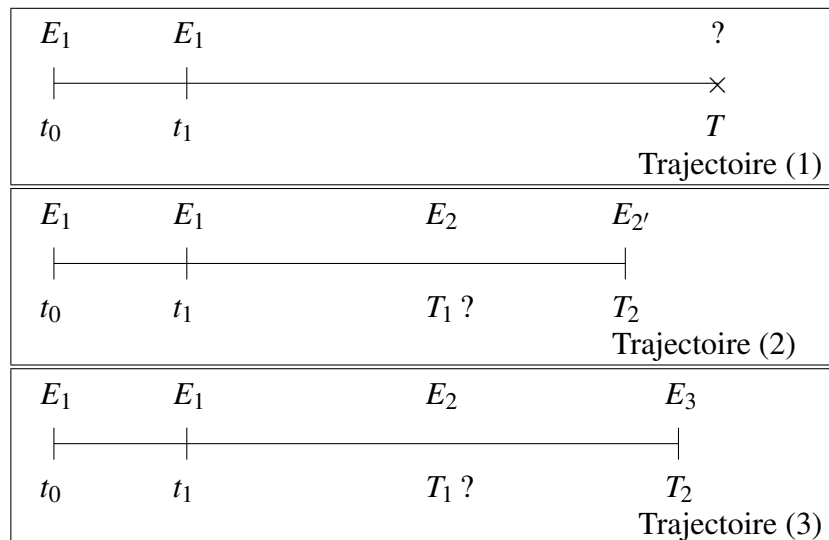 E₁ E₁ ?
t₀ t₁ T
Trajectoire (1)
E₁ E₁ E₂ E₂′
t₀ t₁ T₁ ? T₂
Trajectoire (2)
E₁ E₁ E₂ E₃
t₀ t₁ T₁ ? T₂
Trajectoire (3)